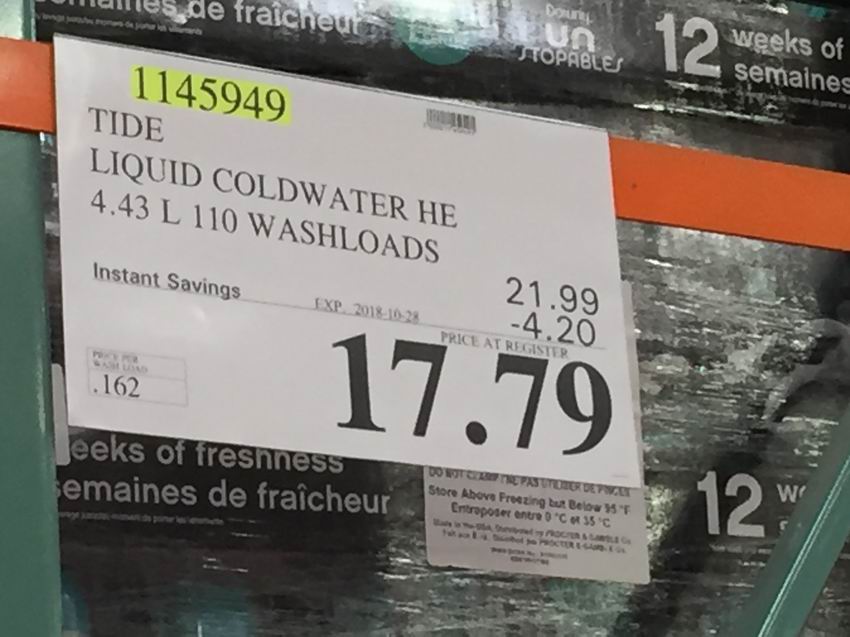 de fraîcheur
Downy
UN
STOPABLES
12 weeks of
semaines
1145949
TIDE
LIQUID COLDWATER HE
4.43 L 110 WASHLOADS
Instant Savings
21.99
EXP. 2018-10-28
-4.20
PRICE AT REGISTER
17.79
PRICE PER
WASH LOAD
.162
eeks of freshness
semaines de fraîcheur
DO NOT CLAMP / NE PAS UTILISER DE PINCES
Store Above Freezing but Below 95 °F
Entreposer entre 0 °C et 35 °C
12